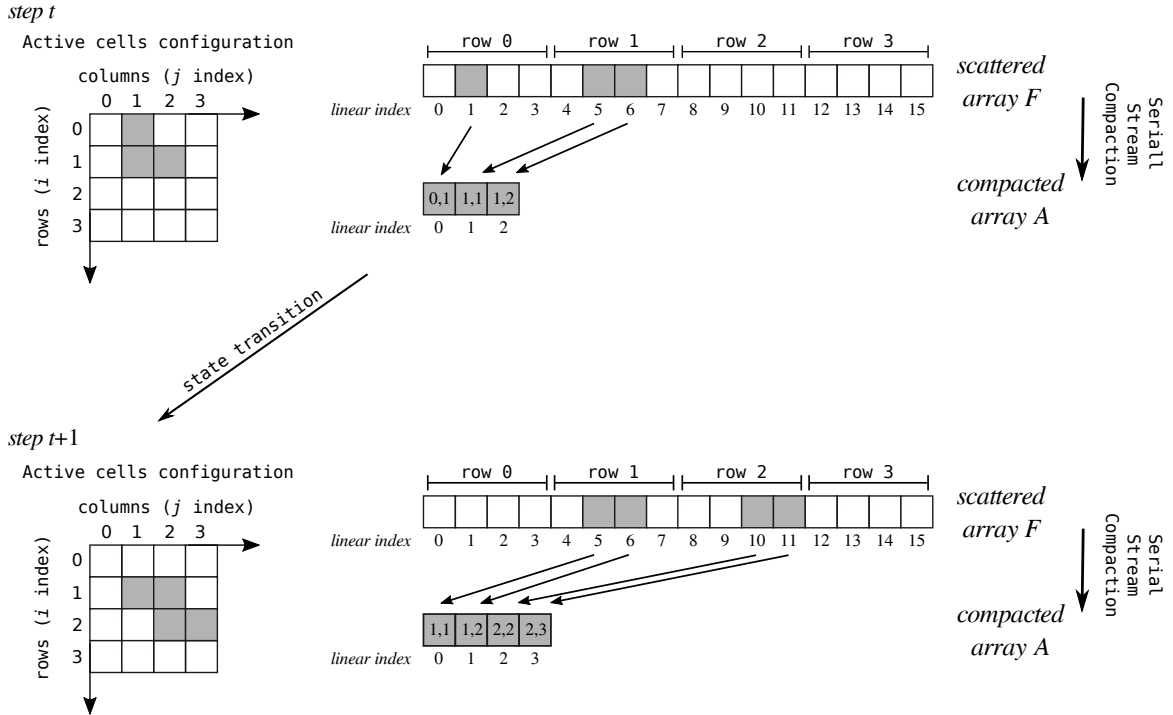 step t
Active cells configuration
columns (j index)
0 1 2 3
rows (i index)
0
1
2
3
row 0 row 1 row 2 row 3
linear index 0 1 2 3 4 5 6 7 8 9 10 11 12 13 14 15
scattered
array F
0,1 1,1 1,2
linear index 0 1 2
compacted
array A
Seriall
Stream
Compaction
state transition
step t+1
Active cells configuration
columns (j index)
0 1 2 3
rows (i index)
0
1
2
3
row 0 row 1 row 2 row 3
linear index 0 1 2 3 4 5 6 7 8 9 10 11 12 13 14 15
scattered
array F
1,1 1,2 2,2 2,3
linear index 0 1 2 3
compacted
array A
Serial
Stream
Compaction